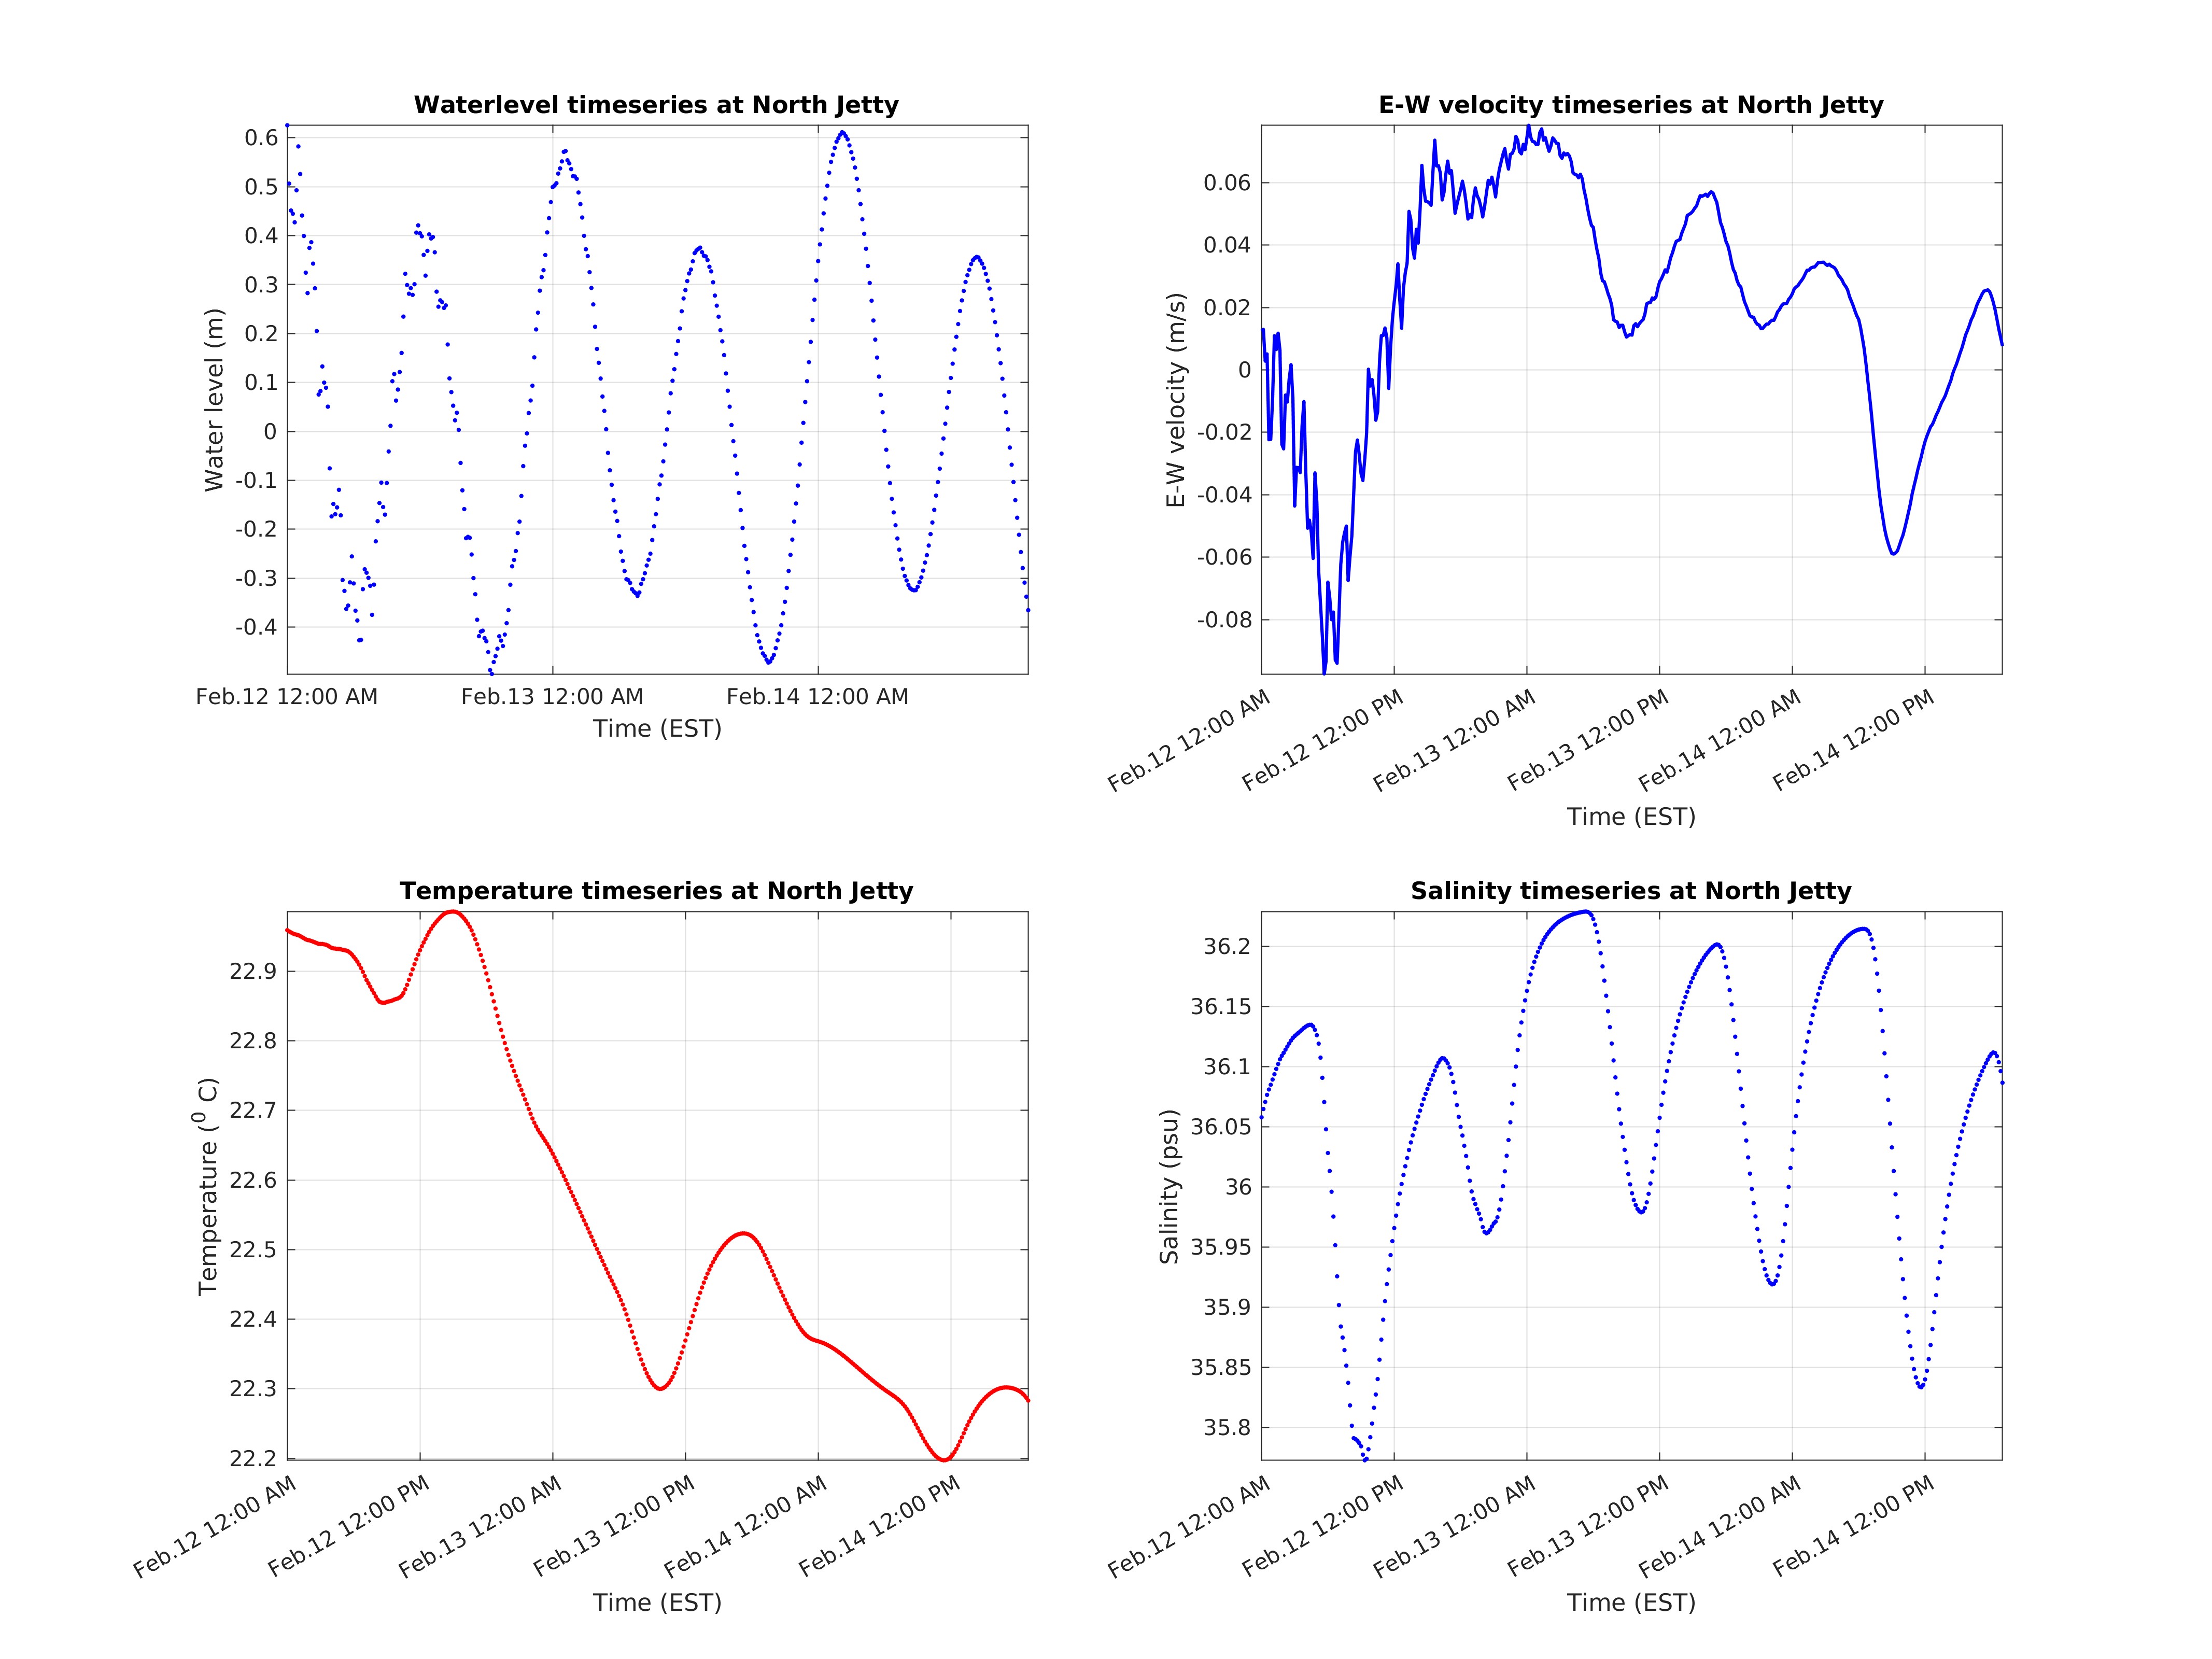 Waterlevel timeseries at North Jetty
0.6
0.5
0.4
0.3
0.2
0.1
0
-0.1
-0.2
-0.3
-0.4
Water level (m)
Feb.12 12:00 AM Feb.13 12:00 AM Feb.14 12:00 AM
Time (EST)
E-W velocity timeseries at North Jetty
0.06
0.04
0.02
0
-0.02
-0.04
-0.06
-0.08
E-W velocity (m/s)
Feb.12 12:00 AM
Feb.12 12:00 PM
Feb.13 12:00 AM
Feb.13 12:00 PM
Feb.14 12:00 AM
Feb.14 12:00 PM
Time (EST)
Temperature timeseries at North Jetty
22.9
22.8
22.7
22.6
22.5
22.4
22.3
22.2
Temperature (⁰ C)
Feb.12 12:00 AM
Feb.12 12:00 PM
Feb.13 12:00 AM
Feb.13 12:00 PM
Feb.14 12:00 AM
Feb.14 12:00 PM
Time (EST)
Salinity timeseries at North Jetty
36.2
36.15
36.1
36.05
36
35.95
35.9
35.85
35.8
Salinity (psu)
Feb.12 12:00 AM
Feb.12 12:00 PM
Feb.13 12:00 AM
Feb.13 12:00 PM
Feb.14 12:00 AM
Feb.14 12:00 PM
Time (EST)